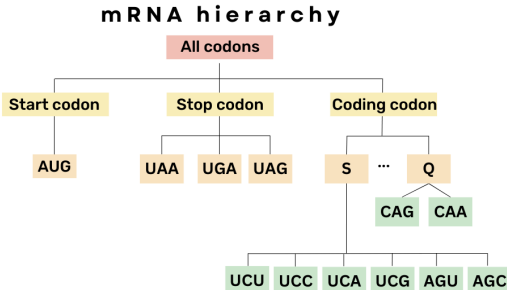 mRNA hierarchy
All codons
Start codon Stop codon Coding codon
AUG UAA UGA UAG S ... Q
CAG CAA
UCU UCC UCA UCG AGU AGC